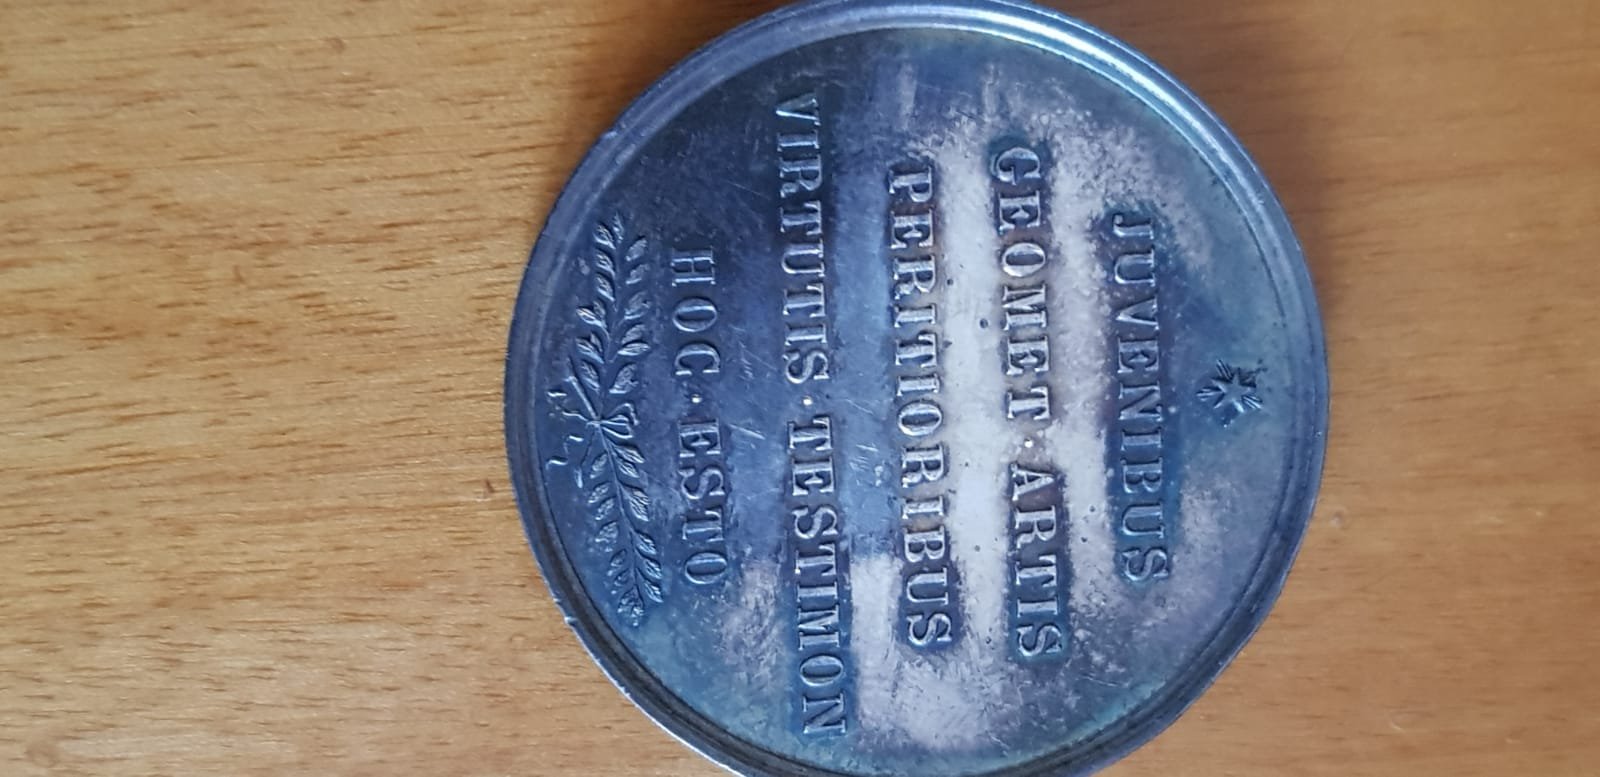 JUVENIBUS
GEOMET · ARTIS
PERITIORIBUS
VIRTUTIS · TESTIMON
HOC · ESTO